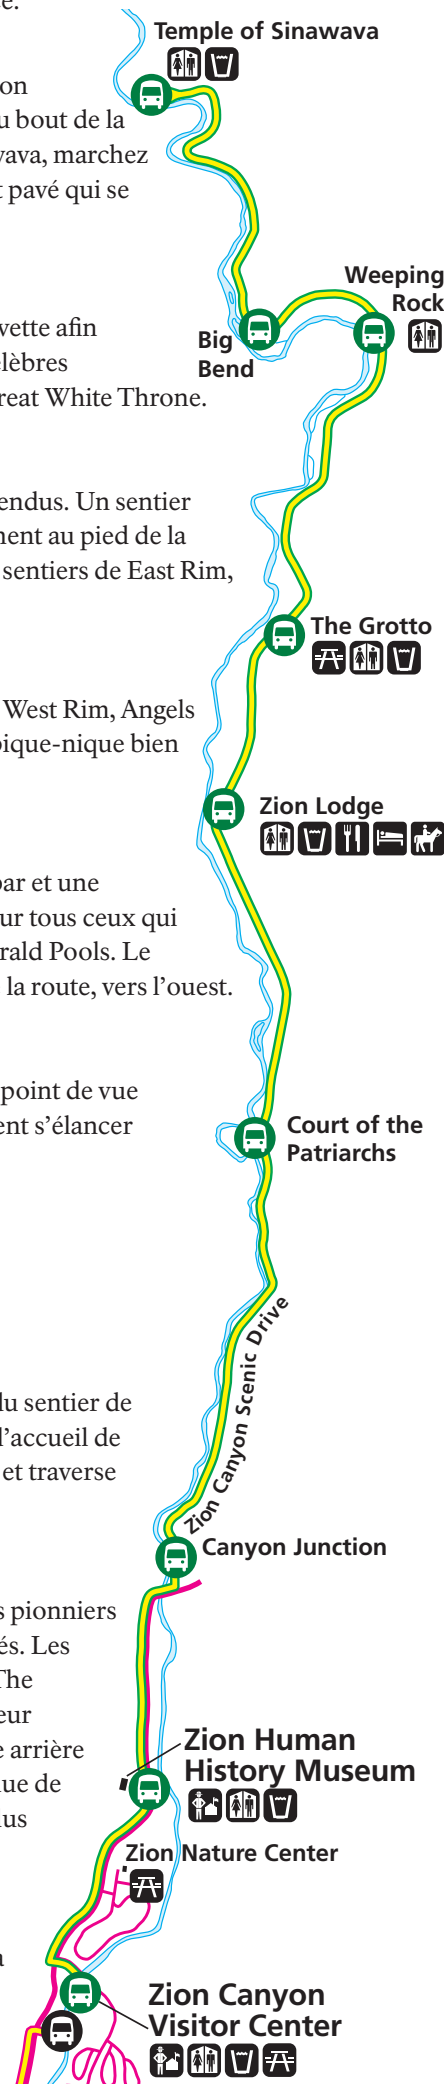 Temple of Sinawava
on
u bout de la
vava, marchez
t pavé qui se
Weeping
Rock
vette afin
Big
Bend
élèbres
reat White Throne.
endus. Un sentier
nent au pied de la
sentiers de East Rim,
The Grotto
West Rim, Angels
pique-nique bien
Zion Lodge
par et une
ur tous ceux qui
rald Pools. Le
la route, vers l’ouest.
point de vue
ent s’élancer
Court of the
Patriarchs
Zion Canyon Scenic Drive
du sentier de
l’accueil de
et traverse
Canyon Junction
s pionniers
és. Les
The
eur
e arrière
ue de
lus
Zion Human
History Museum
Zion Nature Center
a
Zion Canyon
Visitor Center